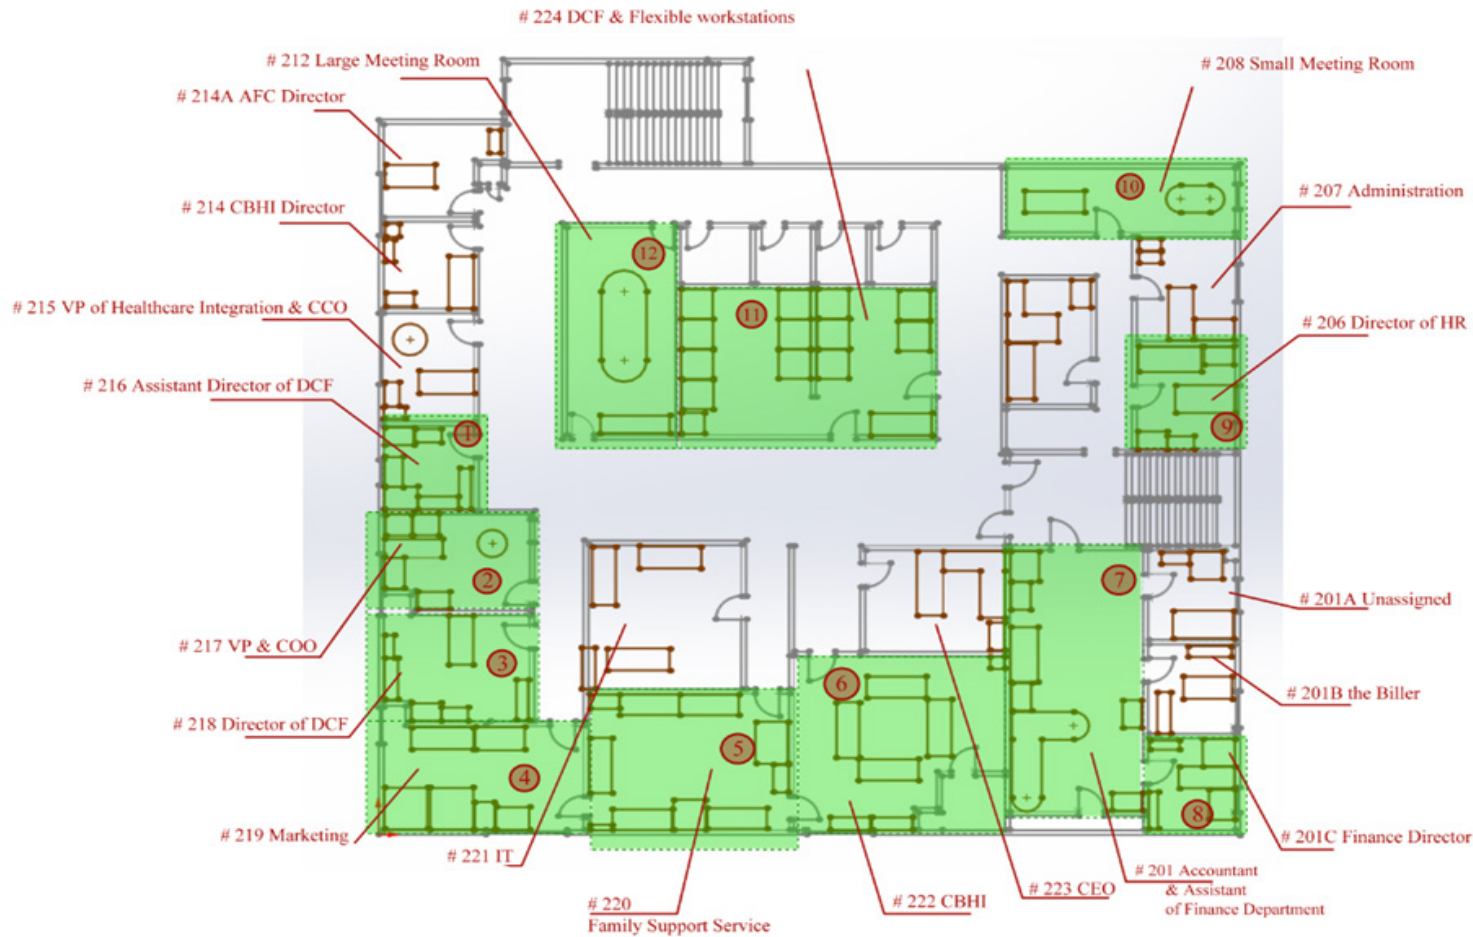 # 224 DCF & Flexible workstations
# 212 Large Meeting Room
# 208 Small Meeting Room
# 214A AFC Director
10
# 207 Administration
# 214 CBHI Director
12
# 215 VP of Healthcare Integration & CCO
11
# 206 Director of HR
# 216 Assistant Director of DCF
1
9
2
7
# 201A Unassigned
# 217 VP & COO
3
6
# 201B the Biller
# 218 Director of DCF
5
4
8
# 219 Marketing
# 221 IT
# 201C Finance Director
# 223 CEO
# 201 Accountant
& Assistant
of Finance Department
# 222 CBHI
# 220
Family Support Service